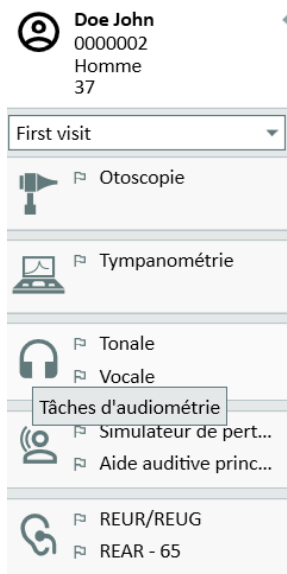 Doe John
0000002
Homme
37
First visit
Otoscopie
Tympanométrie
Tonale
Vocale
Tâches d'audiométrie
Simulateur de pert...
Aide auditive princ...
REUR/REUG
REAR - 65